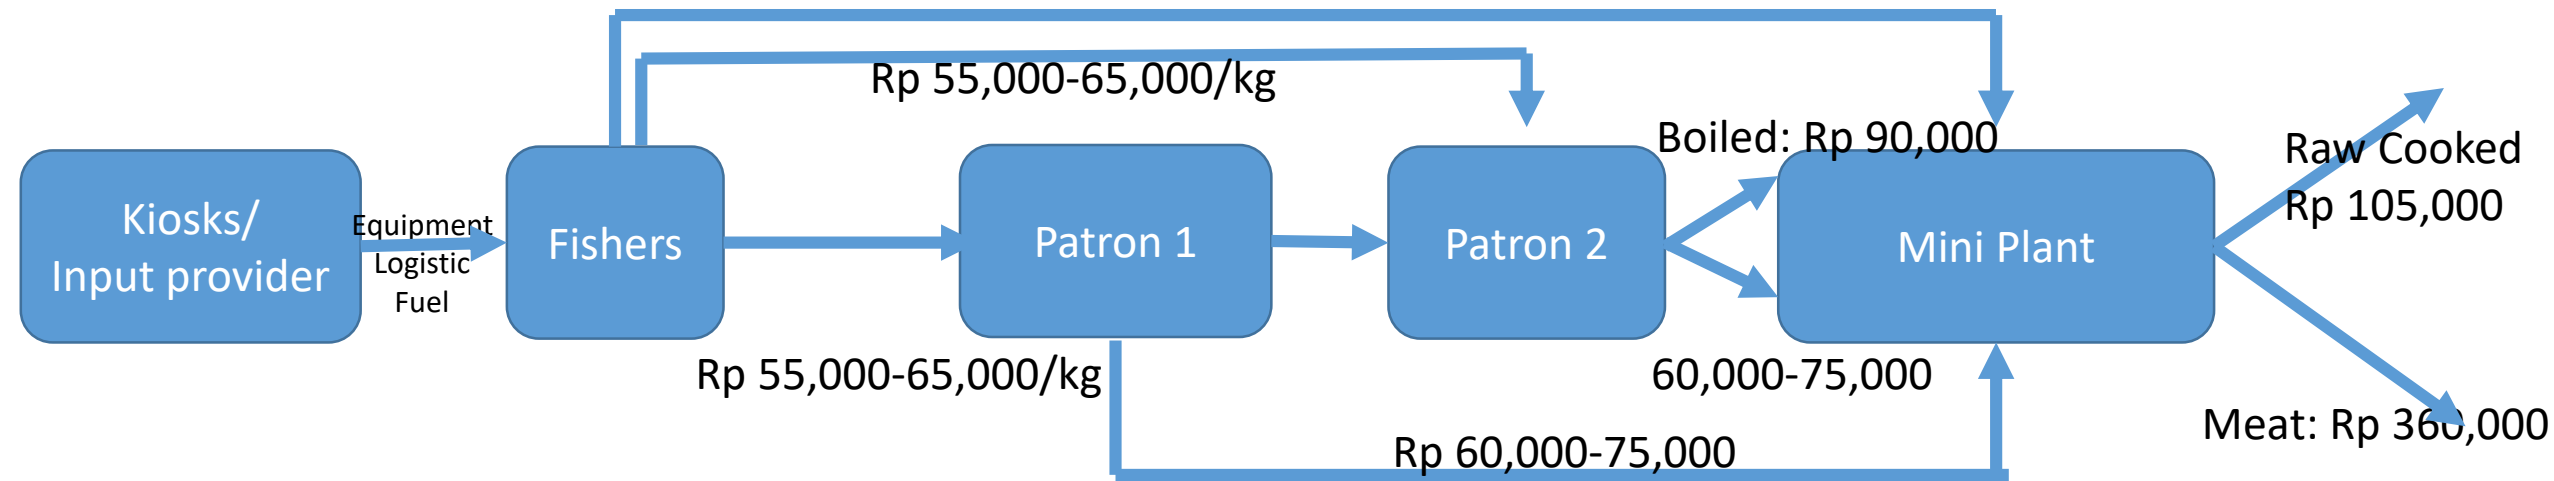 Rp 55,000-65,000/kg
Boiled: Rp 90,000
Raw Cooked
Rp 105,000
Kiosks/
Input provider
Equipment
Logistic
Fuel
Fishers
Patron 1
Patron 2
Mini Plant
Rp 55,000-65,000/kg
60,000-75,000
Rp 60,000-75,000
Meat: Rp 360,000